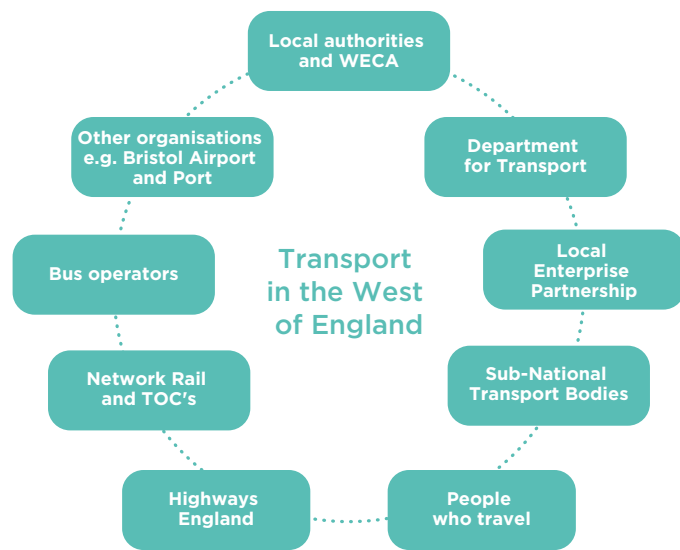 Local authorities
and WECA
Department
for Transport
Local
Enterprise
Partnership
Sub-National
Transport Bodies
People
who travel
Highways
England
Network Rail
and TOC's
Bus operators
Other organisations
e.g. Bristol Airport
and Port
Transport
in the West
of England